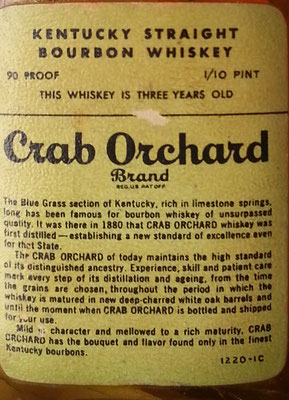 KENTUCKY STRAIGHT
BOURBON WHISKEY
90 PROOF 1/10 PINT
THIS WHISKEY IS THREE YEARS OLD
Crab Orchard
Brand
REG. U.S. PAT. OFF.
The Blue Grass section of Kentucky, rich in limestone springs,
long has been famous for bourbon whiskey of unsurpassed
quality. It was there in 1880 that CRAB ORCHARD whiskey was
first distilled — establishing a new standard of excellence even
for that State.
The CRAB ORCHARD of today maintains the high standard
of its distinguished ancestry. Experience, skill and patient care
mark every step of its distillation and ageing, from the time
the grains are chosen, throughout the period in which the
whiskey is matured in new deep-charred white oak barrels and
until the moment when CRAB ORCHARD is bottled and shipped
for your use.
Mild in character and mellowed to a rich maturity, CRAB
ORCHARD has the bouquet and flavor found only in the finest
Kentucky bourbons.
1220-1C